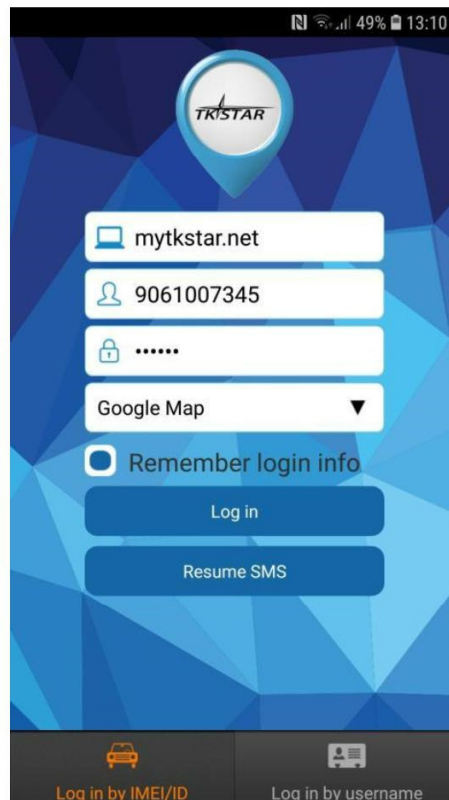 49% 13:10
TKSTAR
mytkstar.net
9061007345
••••••
Google Map ▼
Remember login info
Log in
Resume SMS
Log in by IMEI/ID
Log in by username